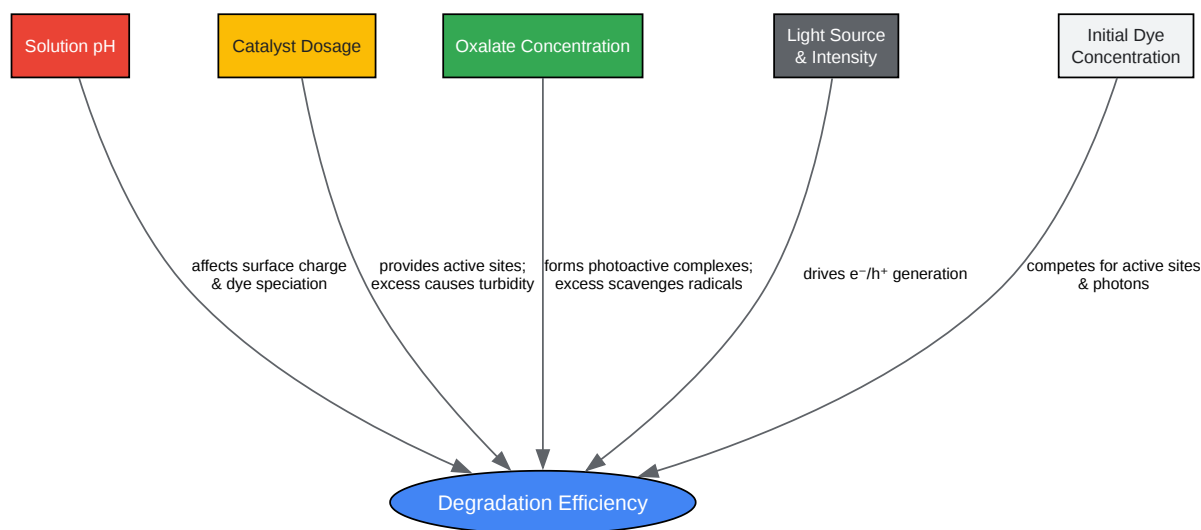 Solution pH
Catalyst Dosage
Oxalate Concentration
Light Source
& Intensity
Initial Dye
Concentration
affects surface charge
& dye speciation
provides active sites;
excess causes turbidity
forms photoactive complexes;
excess scavenges radicals
drives e⁻/h⁺ generation
competes for active sites
& photons
Degradation Efficiency